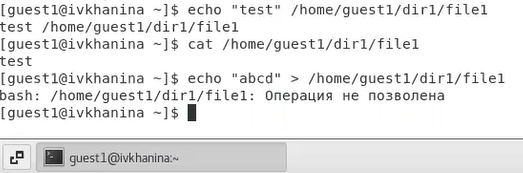 [guest1@ivkhanina ~]$ echo "test" /home/guest1/dir1/file1
test /home/guest1/dir1/file1
[guest1@ivkhanina ~]$ cat /home/guest1/dir1/file1
test
[guest1@ivkhanina ~]$ echo "abcd" > /home/guest1/dir1/file1
bash: /home/guest1/dir1/file1: Операция не позволена
[guest1@ivkhanina ~]$
guest1@ivkhanina:~